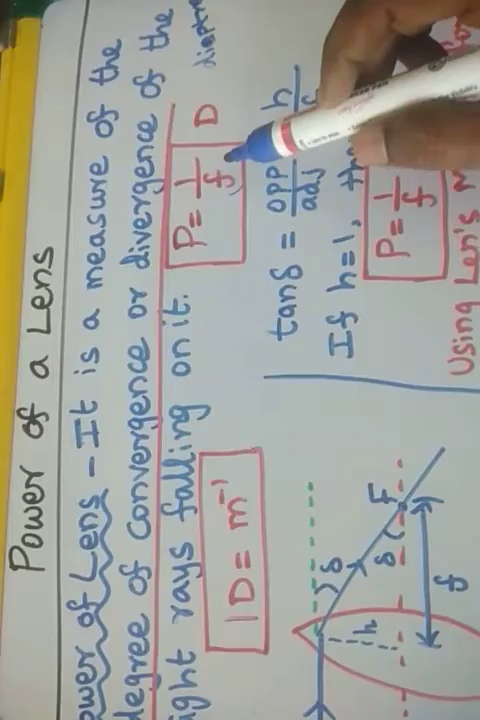 Power of a Lens
ower of Lens - It is a measure of the
degree of convergence or divergence of the
ight rays falling on it. P = 1/f D
1D = m⁻¹
tanδ = opp/adj = h
If h=1,
P = 1/f
Using Len's
h
δ
δ
F
f